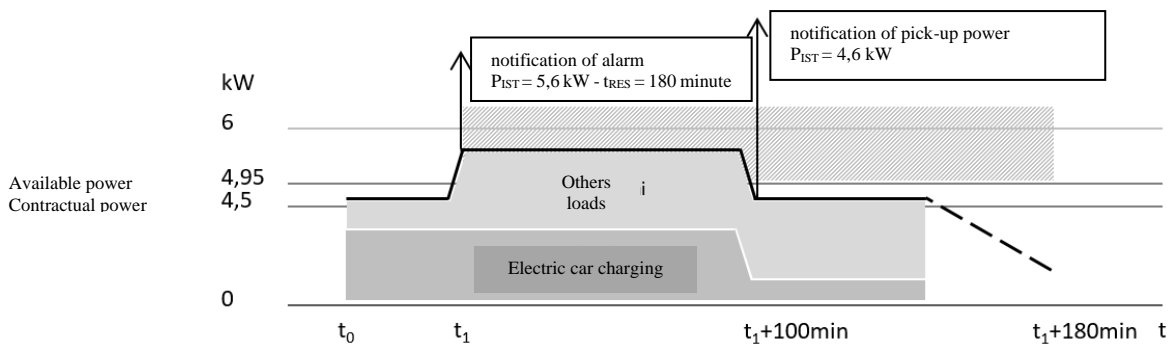 notification of pick-up power
PIST = 4,6 kW
notification of alarm
PIST = 5,6 kW - tRES = 180 minute
kW
6
Available power
4,95
Contractual power
4,5
Others
loads
i
Electric car charging
0
t0
t1
t1+100min
t1+180min
t